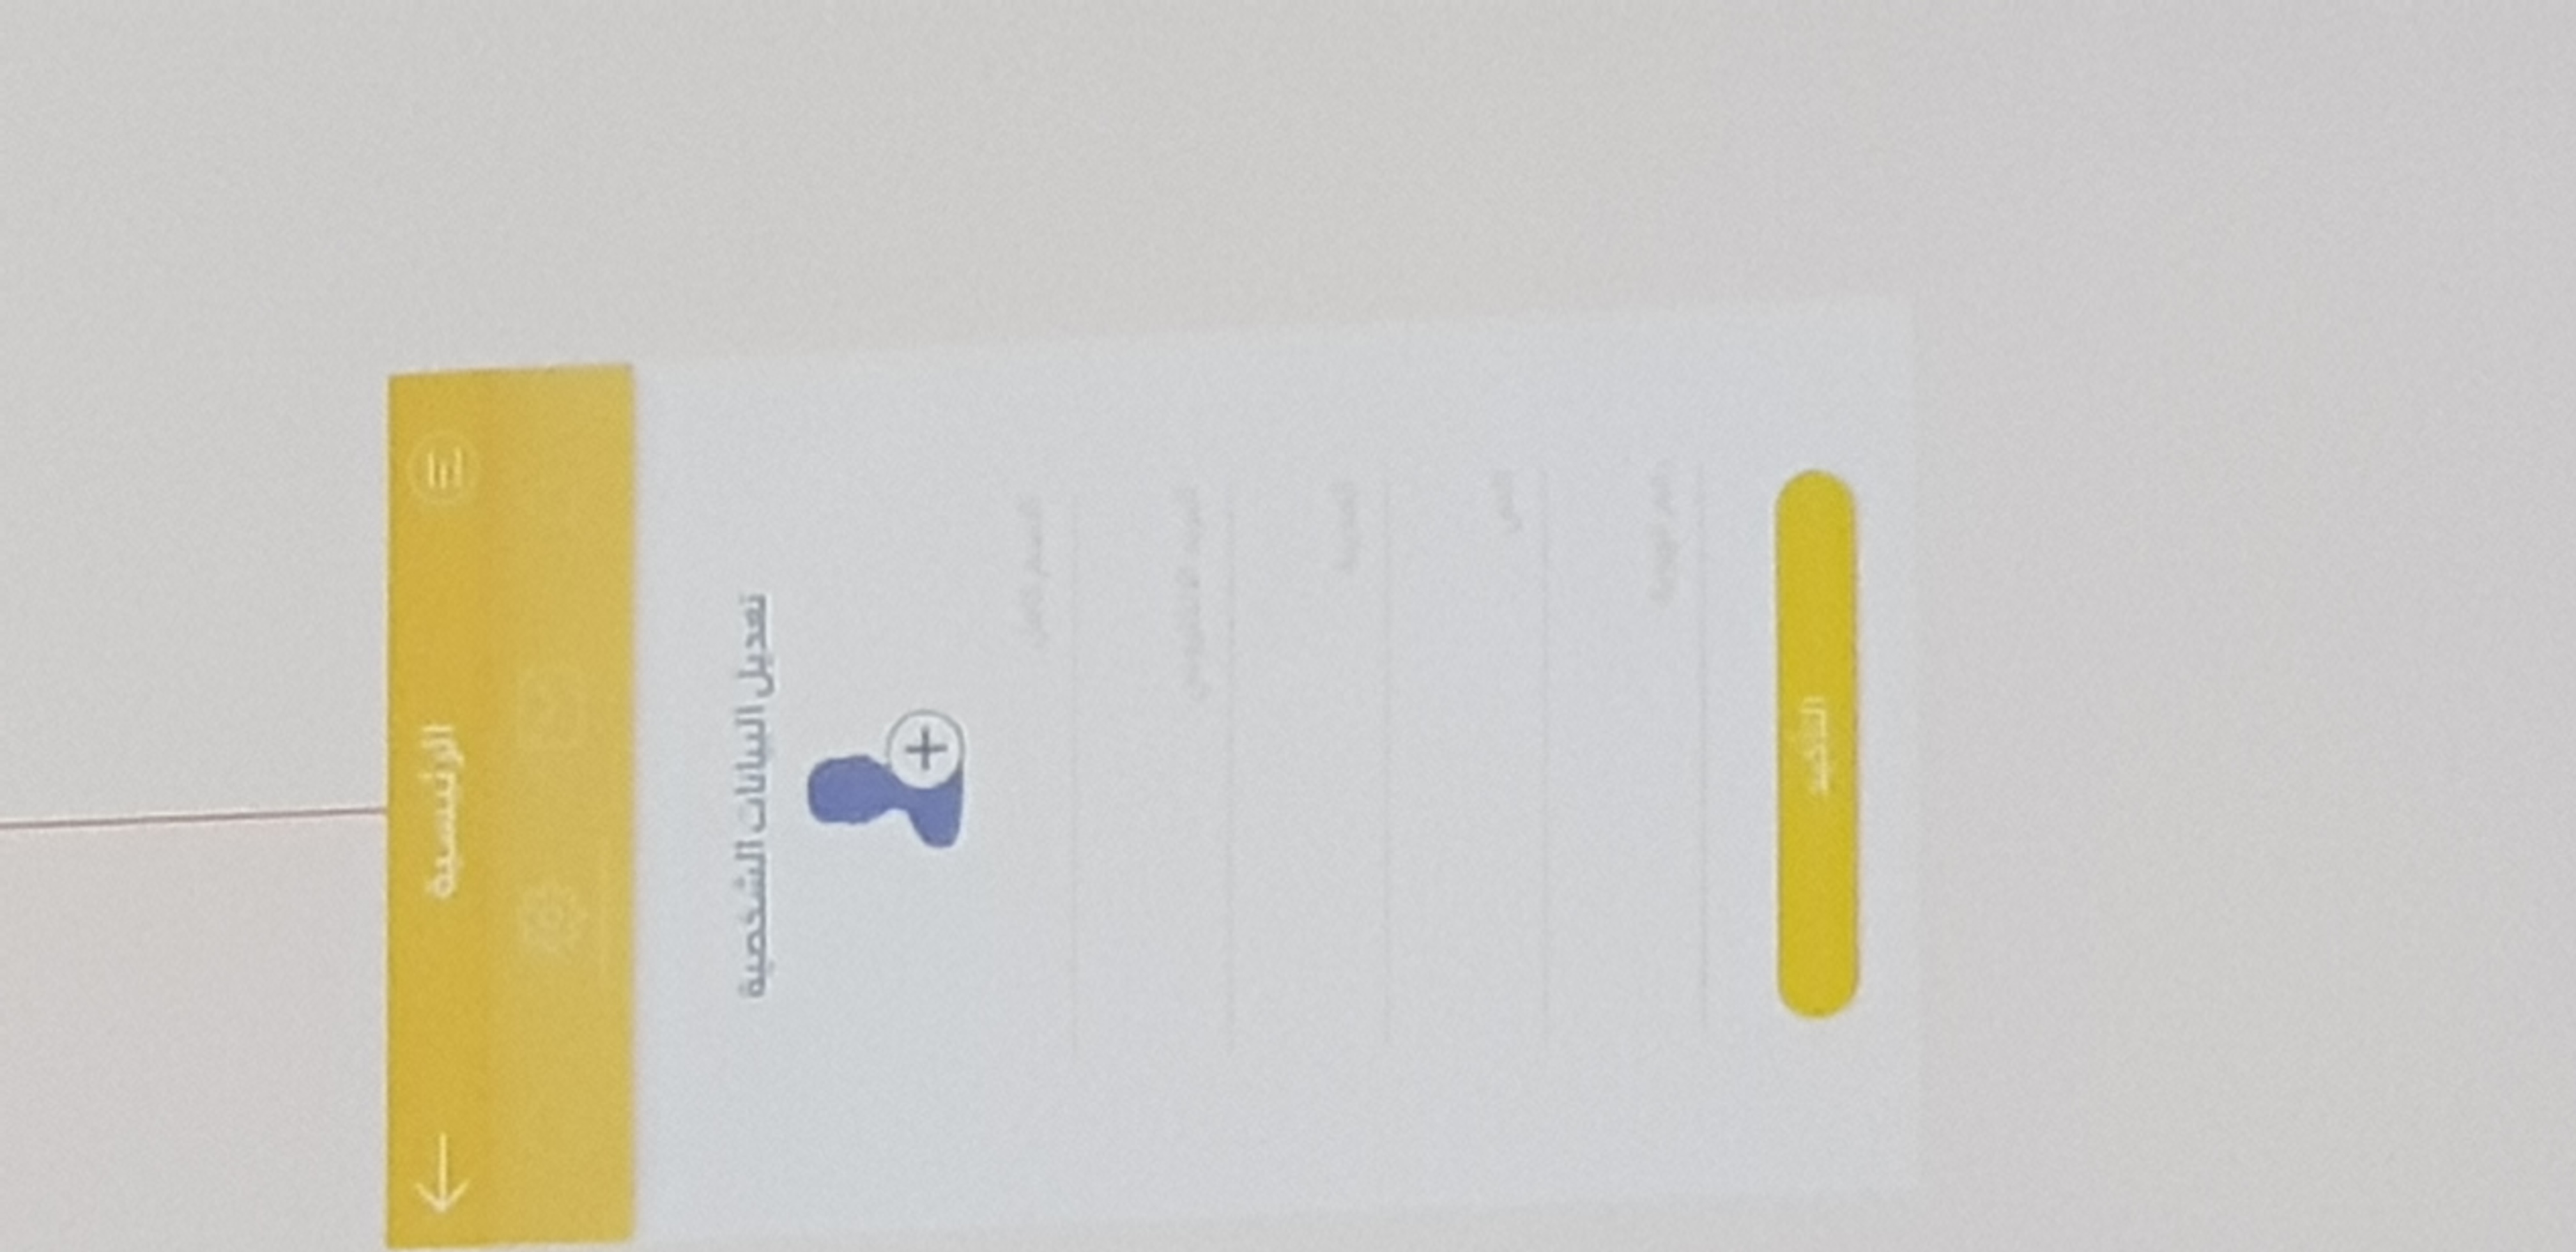 الرئيسية
تعديل البيانات الشخصية
الاسم كامل
البريد الالكتروني
المدينة
الحي
رقم الهوية
التأكيد